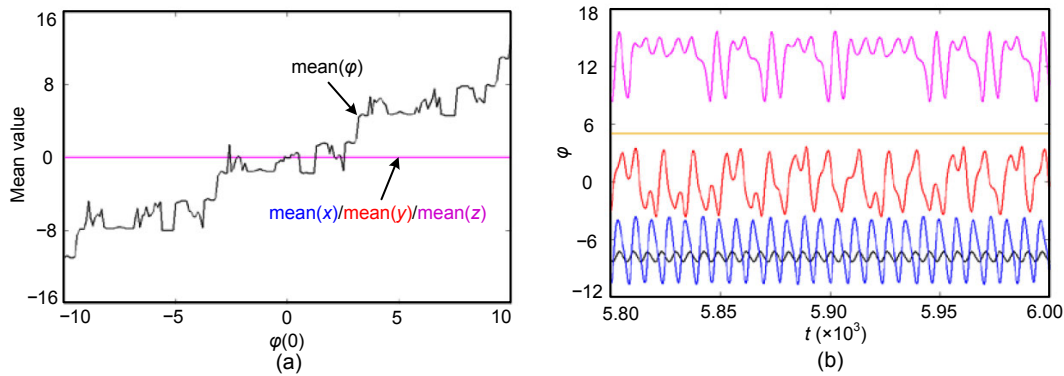 16
8
0
−8
−16
Mean value
mean(φ)
mean(x)/mean(y)/mean(z)
−10
−5
0
5
10
φ(0)
(a)
18
12
6
0
−6
−12
φ
5.80
5.85
5.90
5.95
6.00
t (×10³)
(b)